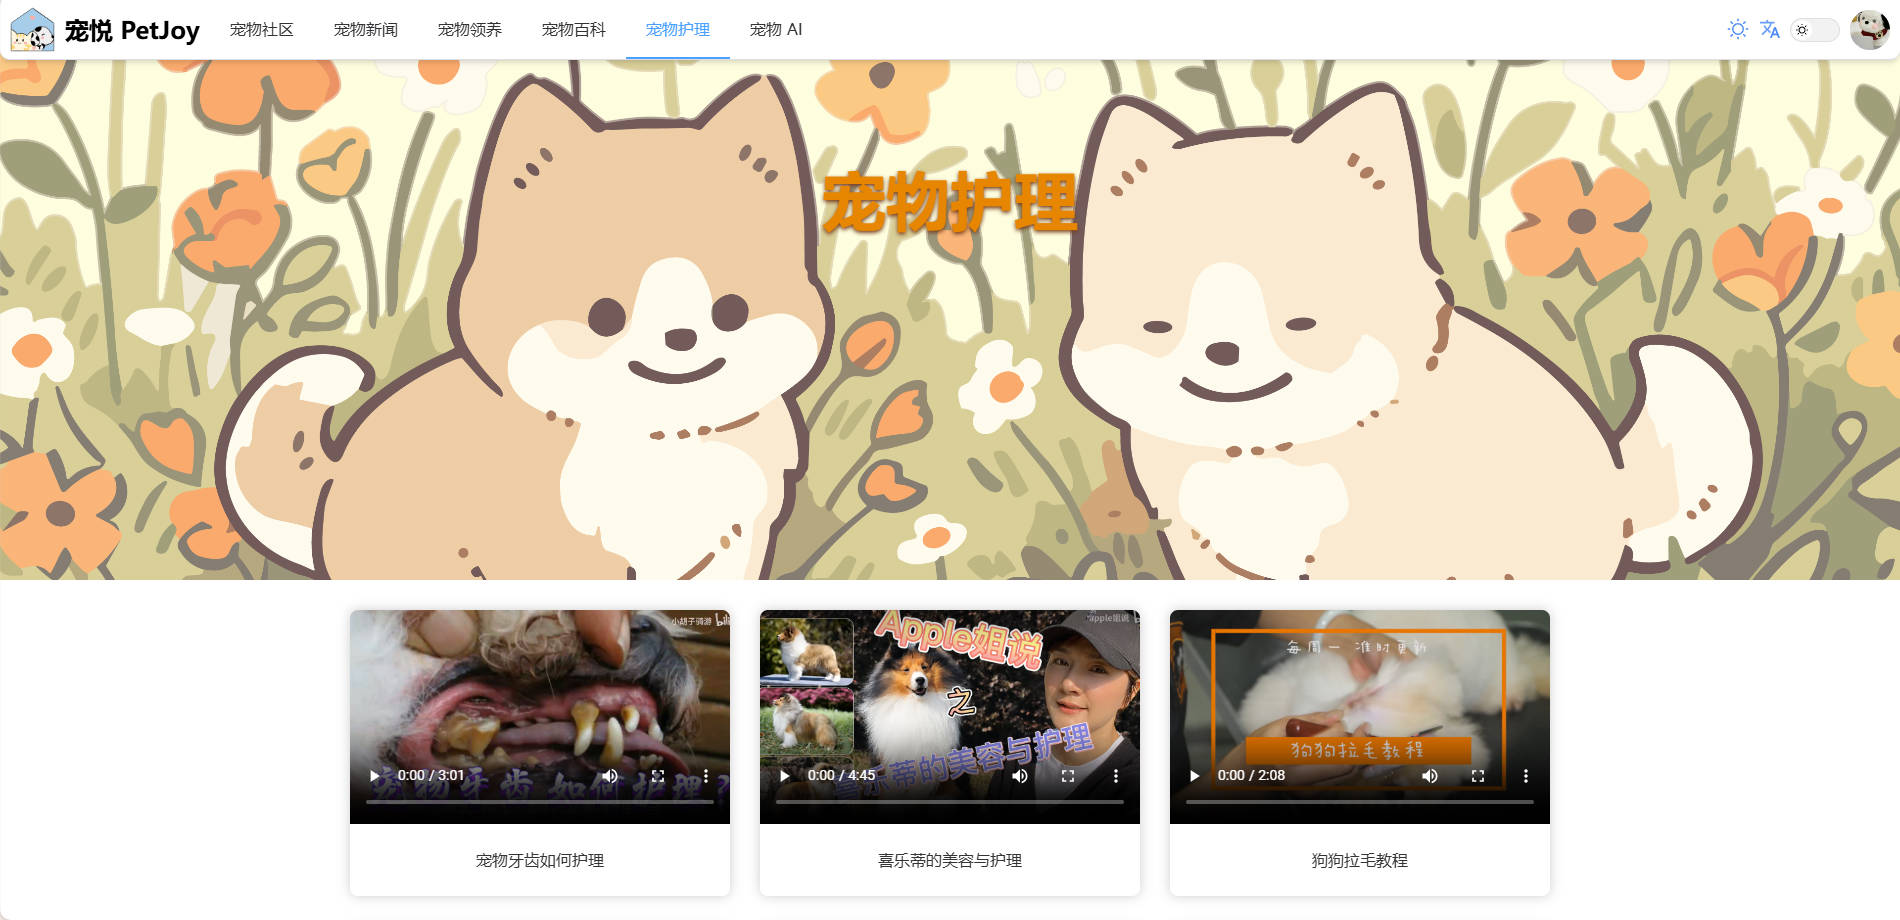 宠悦 PetJoy
宠物社区
宠物新闻
宠物领养
宠物百科
宠物护理
宠物 AI
宠物护理
小胡子调游 bili
宠物牙齿 如何护理?
0:00 / 3:01
Apple姐说
Apple姐说
之
喜乐蒂的美容与护理
0:00 / 4:45
每周一 准时更新
狗狗拉毛教程
0:00 / 2:08
宠物牙齿如何护理
喜乐蒂的美容与护理
狗狗拉毛教程